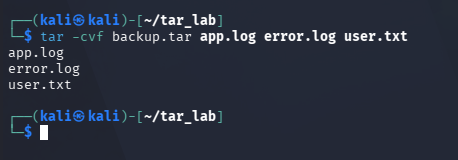 ┌──(kali㉿kali)-[~/tar_lab]
└─$ tar -cvf backup.tar app.log error.log user.txt
app.log
error.log
user.txt
┌──(kali㉿kali)-[~/tar_lab]
└─$